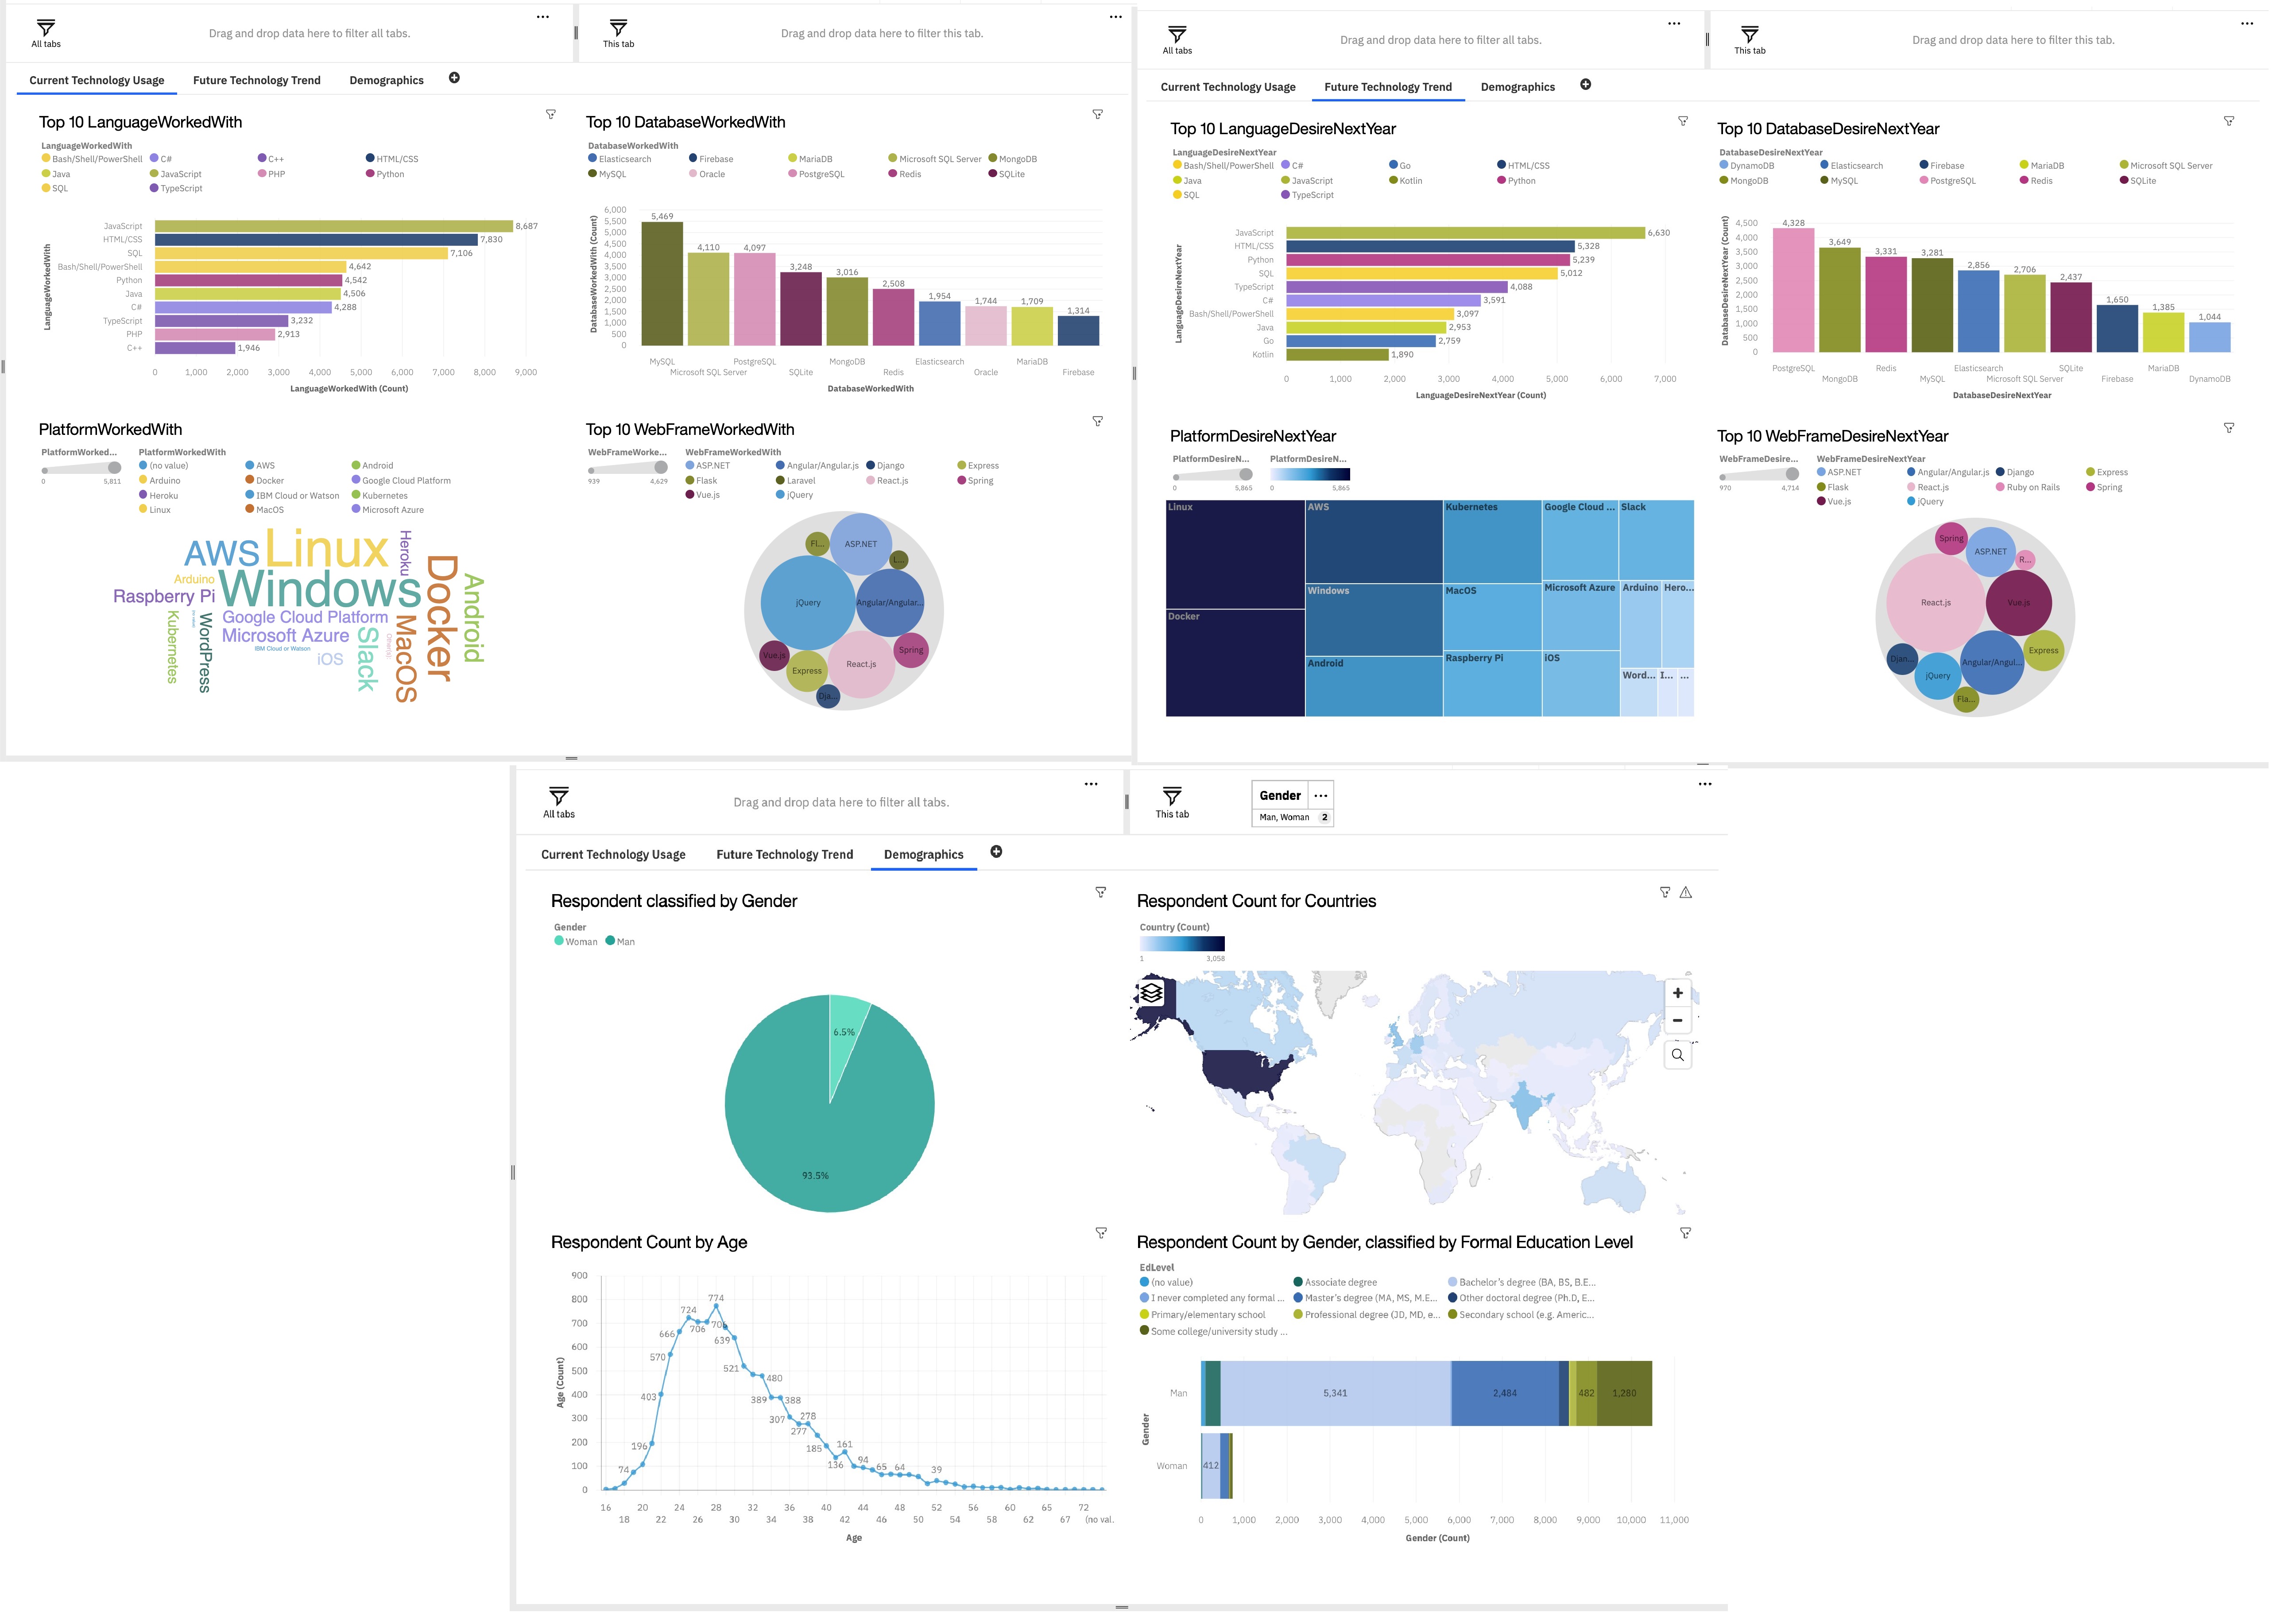 All tabs
Drag and drop data here to filter all tabs.
This tab
Drag and drop data here to filter this tab.
Current Technology Usage Future Technology Trend Demographics
Top 10 LanguageWorkedWith
LanguageWorkedWith
Bash/Shell/PowerShell C# C++ HTML/CSS
Java JavaScript PHP Python
SQL TypeScript
LanguageWorkedWith
JavaScript 8,687
HTML/CSS 7,830
SQL 7,106
Bash/Shell/PowerShell 4,642
Python 4,542
Java 4,506
C# 4,288
TypeScript 3,232
PHP 2,913
C++ 1,946
0 1,000 2,000 3,000 4,000 5,000 6,000 7,000 8,000 9,000
LanguageWorkedWith (Count)
Top 10 DatabaseWorkedWith
DatabaseWorkedWith
Elasticsearch Firebase MariaDB Microsoft SQL Server MongoDB
MySQL Oracle PostgreSQL Redis SQLite
DatabaseWorkedWith (Count)
6,000
5,500
5,000
4,500
4,000
3,500
3,000
2,500
2,000
1,500
1,000
500
0
5,469 4,110 4,097 3,248 3,016 2,508 1,954 1,744 1,709 1,314
MySQL PostgreSQL MongoDB Elasticsearch MariaDB
Microsoft SQL Server SQLite Redis Oracle Firebase
DatabaseWorkedWith
PlatformWorkedWith
PlatformWorked...
0 5,811
PlatformWorkedWith
(no value) AWS Android
Arduino Docker Google Cloud Platform
Heroku IBM Cloud or Watson Kubernetes
Linux MacOS Microsoft Azure
AWS
Linux
Heroku
Arduino
Windows
Docker
Android
Raspberry Pi
Kubernetes
WordPress
Google Cloud Platform
Microsoft Azure
IBM Cloud or Watson
iOS
Slack
MacOS
Top 10 WebFrameWorkedWith
WebFrameWorke...
939 4,629
WebFrameWorkedWith
ASP.NET Angular/Angular.js Django Express
Flask Laravel React.js Spring
Vue.js jQuery
Fl...
ASP.NET
L...
jQuery
Angular/Angular...
Vue.js
Express
React.js
Spring
Dja...
All tabs
Drag and drop data here to filter all tabs.
This tab
Drag and drop data here to filter this tab.
Current Technology Usage Future Technology Trend Demographics
Top 10 LanguageDesireNextYear
LanguageDesireNextYear
Bash/Shell/PowerShell C# Go HTML/CSS
Java JavaScript Kotlin Python
SQL TypeScript
LanguageDesireNextYear
JavaScript 6,630
HTML/CSS 5,328
Python 5,239
SQL 5,012
TypeScript 4,088
C# 3,591
Bash/Shell/PowerShell 3,097
Java 2,953
Go 2,759
Kotlin 1,890
0 1,000 2,000 3,000 4,000 5,000 6,000 7,000
LanguageDesireNextYear (Count)
Top 10 DatabaseDesireNextYear
DatabaseDesireNextYear
DynamoDB Elasticsearch Firebase MariaDB Microsoft SQL Server
MongoDB MySQL PostgreSQL Redis SQLite
DatabaseDesireNextYear (Count)
4,500
4,000
3,500
3,000
2,500
2,000
1,500
1,000
500
0
4,328 3,649 3,331 3,281 2,856 2,706 2,437 1,650 1,385 1,044
PostgreSQL Redis Elasticsearch SQLite MariaDB
MongoDB MySQL Microsoft SQL Server Firebase DynamoDB
DatabaseDesireNextYear
PlatformDesireNextYear
PlatformDesireN...
0 5,865
PlatformDesireN...
0 5,865
Linux
Docker
AWS
Windows
Android
Kubernetes
MacOS
Raspberry Pi
Google Cloud ...
Slack
Microsoft Azure
Arduino
Hero...
iOS
Word...
I...
...
Top 10 WebFrameDesireNextYear
WebFrameDesire...
970 4,714
WebFrameDesireNextYear
ASP.NET Angular/Angular.js Django Express
Flask React.js Ruby on Rails Spring
Vue.js jQuery
Spring
ASP.NET
R...
React.js
Vue.js
Express
Djan...
jQuery
Angular/Angul...
Fla...
All tabs
Drag and drop data here to filter all tabs.
This tab
Gender ...
Man, Woman 2
Current Technology Usage Future Technology Trend Demographics
Respondent classified by Gender
Gender
Woman Man
6.5%
93.5%
Respondent Count for Countries
Country (Count)
1 3,058
Respondent Count by Age
Age (Count)
900
800
700
600
500
400
300
200
100
0
74
196
403
570
666
724
706
774
639
521
480
389
388
307
278
277
185
161
136
94
65
64
39
16 20 24 28 32 36 40 44 48 52 56 60 65 72
18 22 26 30 34 38 42 46 50 54 58 62 67 (no val.
Age
Respondent Count by Gender, classified by Formal Education Level
EdLevel
(no value) Associate degree Bachelor's degree (BA, BS, B.E...
I never completed any formal ... Master's degree (MA, MS, M.E... Other doctoral degree (Ph.D, E...
Primary/elementary school Professional degree (JD, MD, e... Secondary school (e.g. Americ...
Some college/university study ...
Gender
Man 5,341 2,484 482 1,280
Woman 412
0 1,000 2,000 3,000 4,000 5,000 6,000 7,000 8,000 9,000 10,000 11,000
Gender (Count)